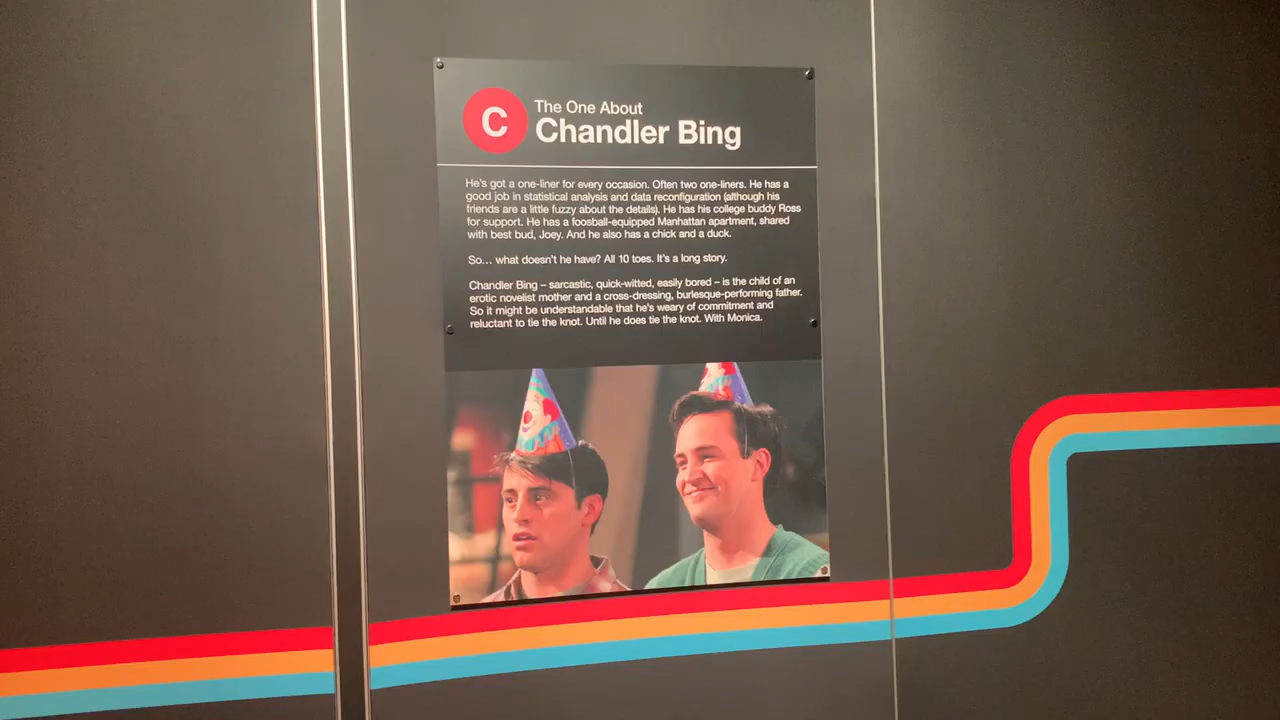 C
The One About
Chandler Bing
He's got a one-liner for every occasion. Often two one-liners. He has a
good job in statistical analysis and data reconfiguration (although his
friends are a little fuzzy about the details). He has his college buddy Ross
for support. He has a foosball-equipped Manhattan apartment, shared
with best bud, Joey. And he also has a chick and a duck.
So... what doesn't he have? All 10 toes. It's a long story.
Chandler Bing – sarcastic, quick-witted, easily bored – is the child of an
erotic novelist mother and a cross-dressing, burlesque-performing father.
So it might be understandable that he's weary of commitment and
reluctant to tie the knot. Until he does tie the knot. With Monica.